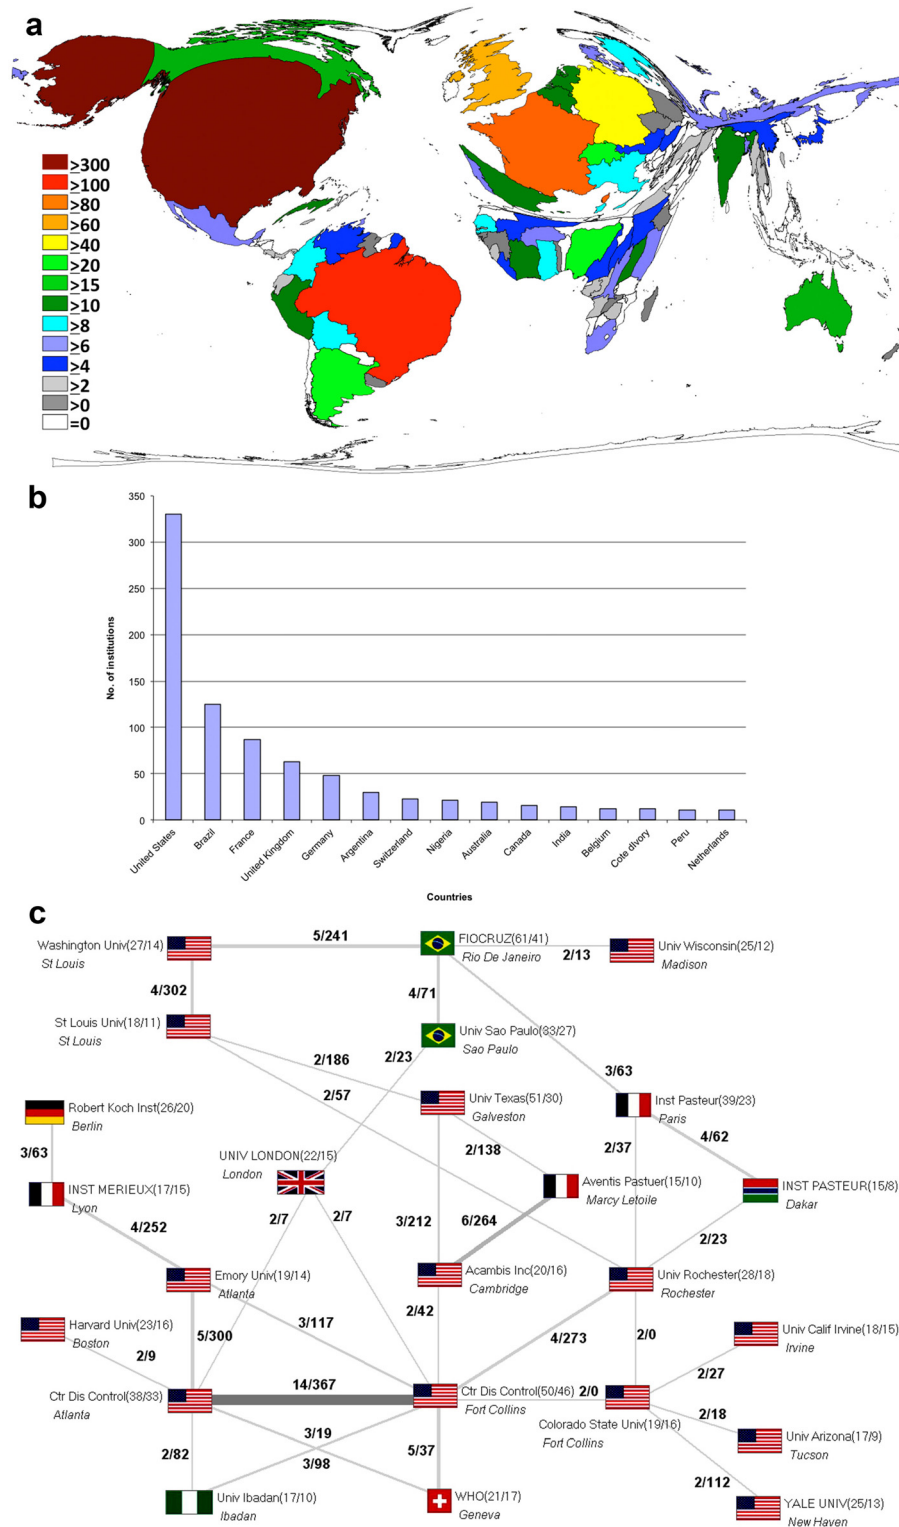 a
≥300
≥100
≥80
≥60
≥40
≥20
≥15
≥10
≥8
≥6
≥4
≥2
>0
=0
b
350
300
250
200
150
100
50
0
No. of institutions
United States
Brazil
France
United Kingdom
Germany
Argentina
Switzerland
Nigeria
Australia
Canada
India
Belgium
Cote dIvory
Peru
Netherlands
Countries
c
Washington Univ(27/14)
St Louis
5/241
FIOCRUZ(61/41)
Rio De Janeiro
2/13
Univ Wisconsin(25/12)
Madison
4/302
4/71
St Louis Univ(18/11)
St Louis
Univ Sao Paulo(33/27)
Sao Paulo
2/186
2/23
3/63
2/57
Robert Koch Inst(26/20)
Berlin
Univ Texas(51/30)
Galveston
Inst Pasteur(39/23)
Paris
3/63
2/138
2/37
4/62
UNIV LONDON(22/15)
London
INST MERIEUX(17/15)
Lyon
Aventis Pastuer(15/10)
Marcy Letoile
INST PASTEUR(15/8)
Dakar
4/252
2/7
2/7
3/212
6/264
2/23
Emory Univ(19/14)
Atlanta
Acambis Inc(20/16)
Cambridge
Univ Rochester(28/18)
Rochester
Harvard Univ(23/16)
Boston
5/300
3/117
2/42
4/273
2/0
Univ Calif Irvine(18/15)
Irvine
2/9
2/27
Ctr Dis Control(38/33)
Atlanta
14/367
Ctr Dis Control(50/46)
Fort Collins
2/0
Colorado State Univ(19/16)
Fort Collins
2/18
Univ Arizona(17/9)
Tucson
3/19
2/82
3/98
5/37
2/112
Univ Ibadan(17/10)
Ibadan
WHO(21/17)
Geneva
YALE UNIV(25/13)
New Haven